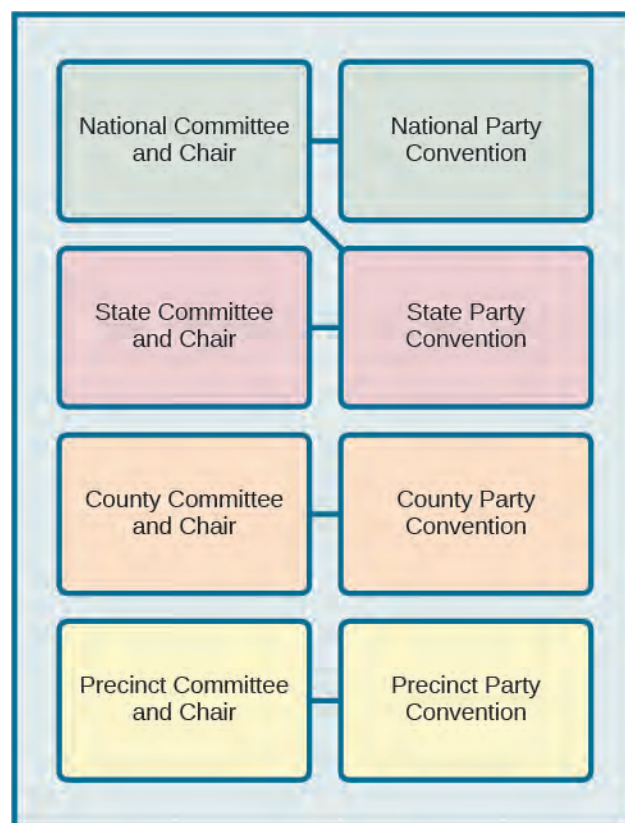 National Committee
and Chair
National Party
Convention
State Committee
and Chair
State Party
Convention
County Committee
and Chair
County Party
Convention
Precinct Committee
and Chair
Precinct Party
Convention